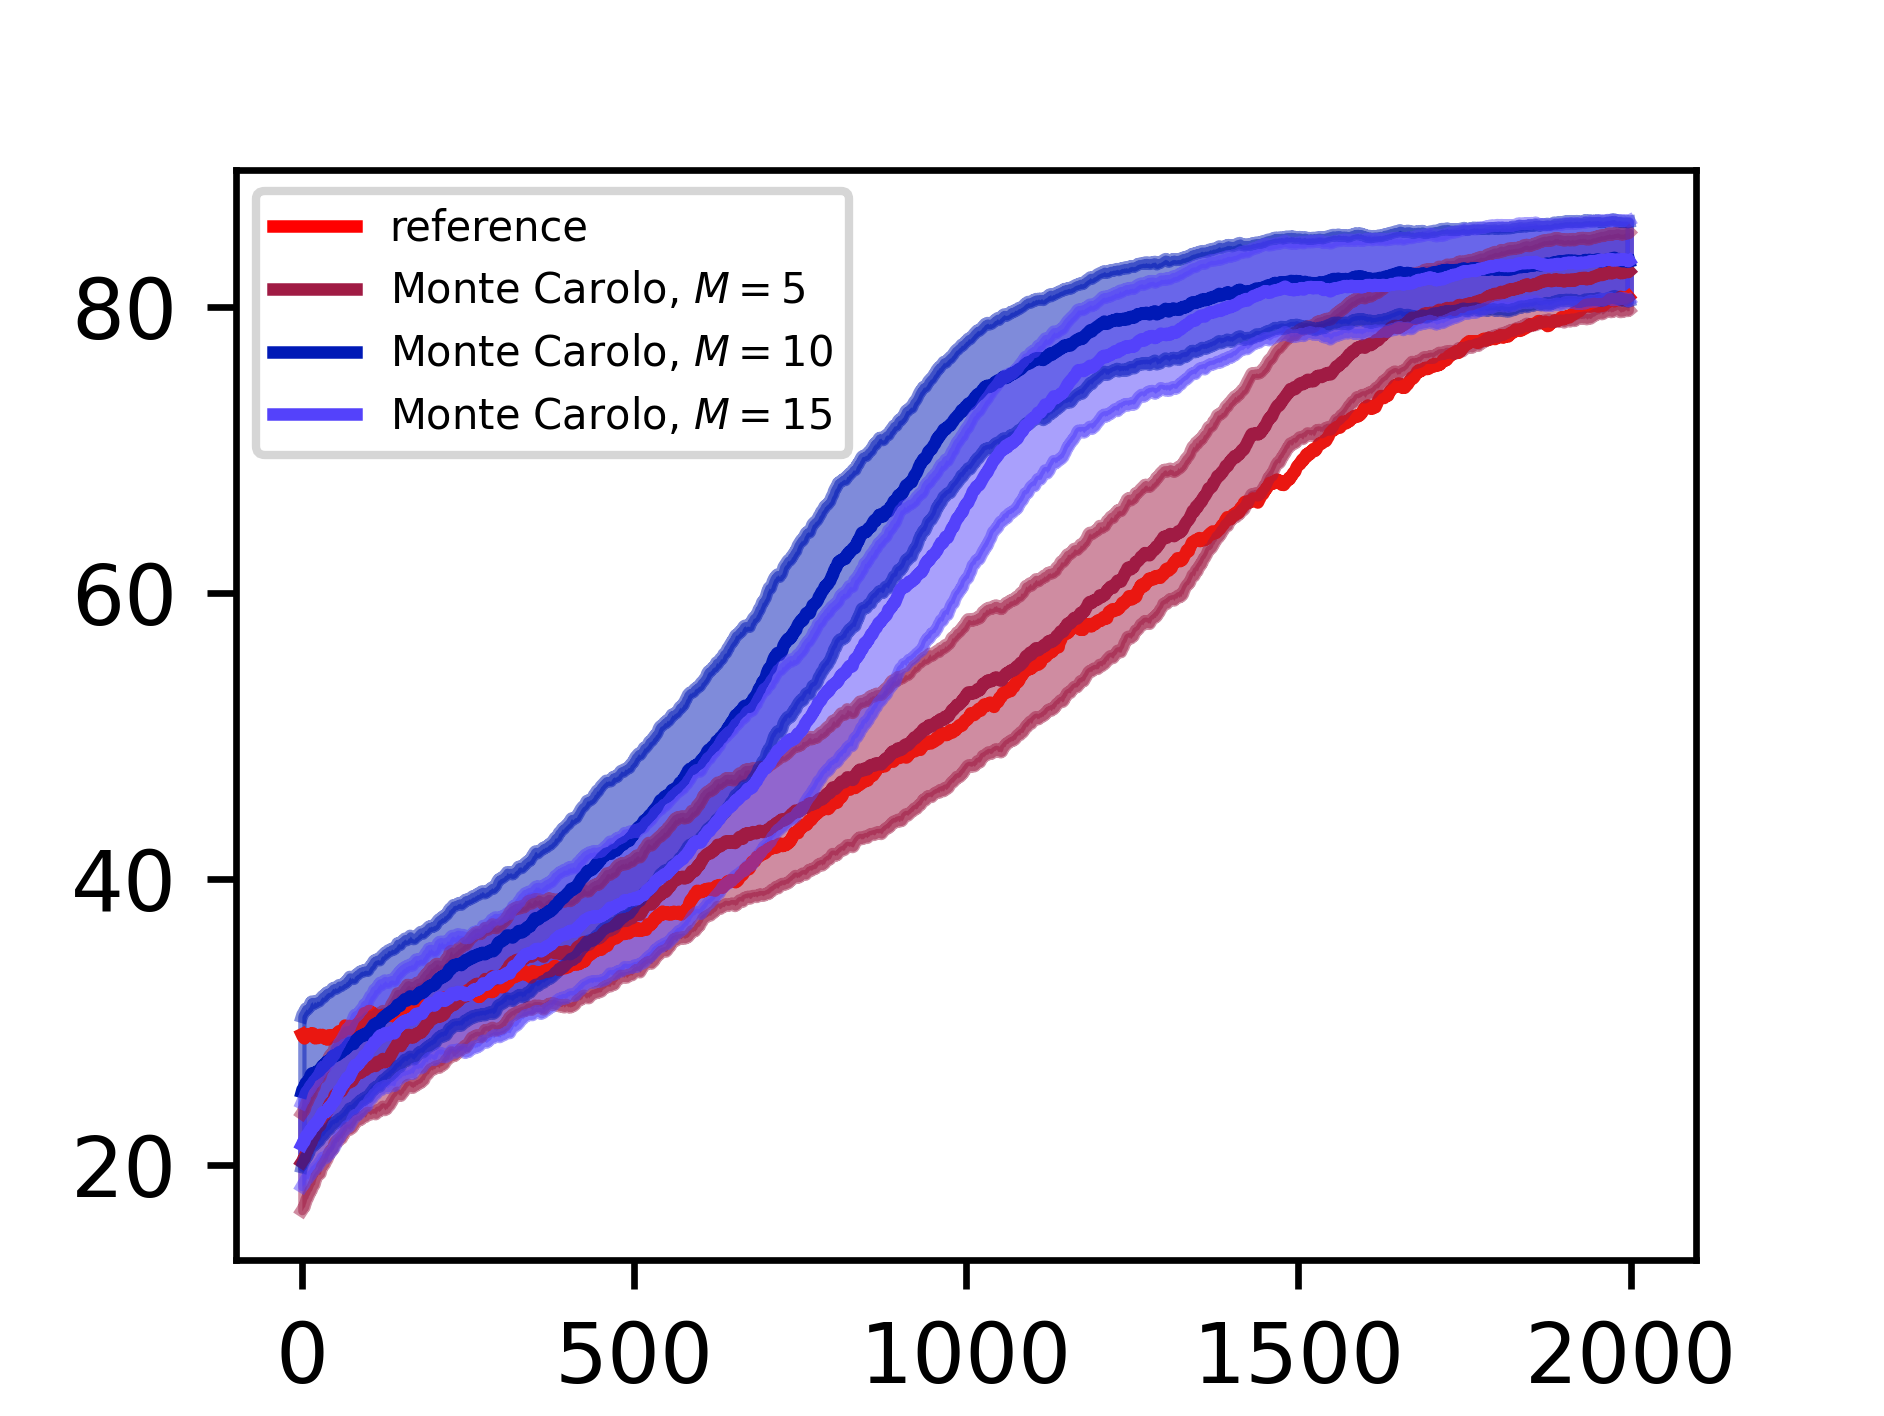 reference
Monte Carolo, M = 5
Monte Carolo, M = 10
Monte Carolo, M = 15
80
60
40
20
0 500 1000 1500 2000